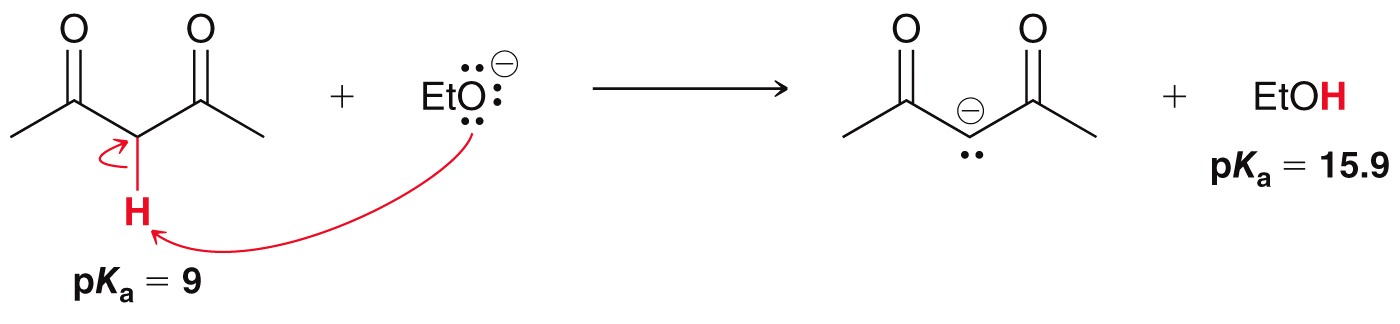 O O O O
+ EtO:⊖ ⊖ + EtOH
pKa = 15.9
H
pKa = 9